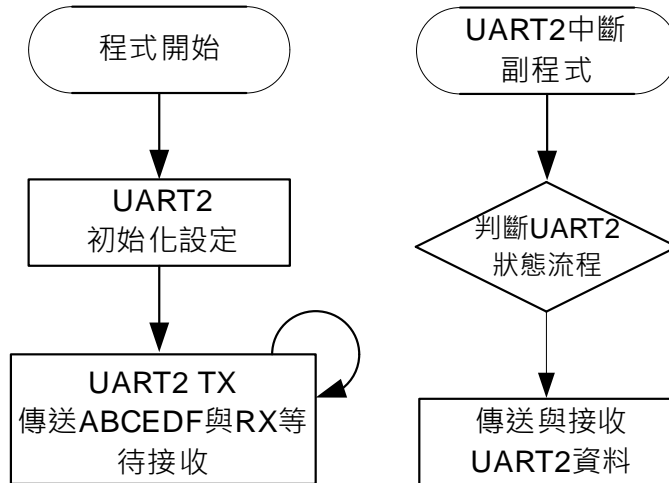 程式開始
UART2
初始化設定
UART2 TX
傳送ABCEDF與RX等
待接收
UART2中斷
副程式
判斷UART2
狀態流程
傳送與接收
UART2資料